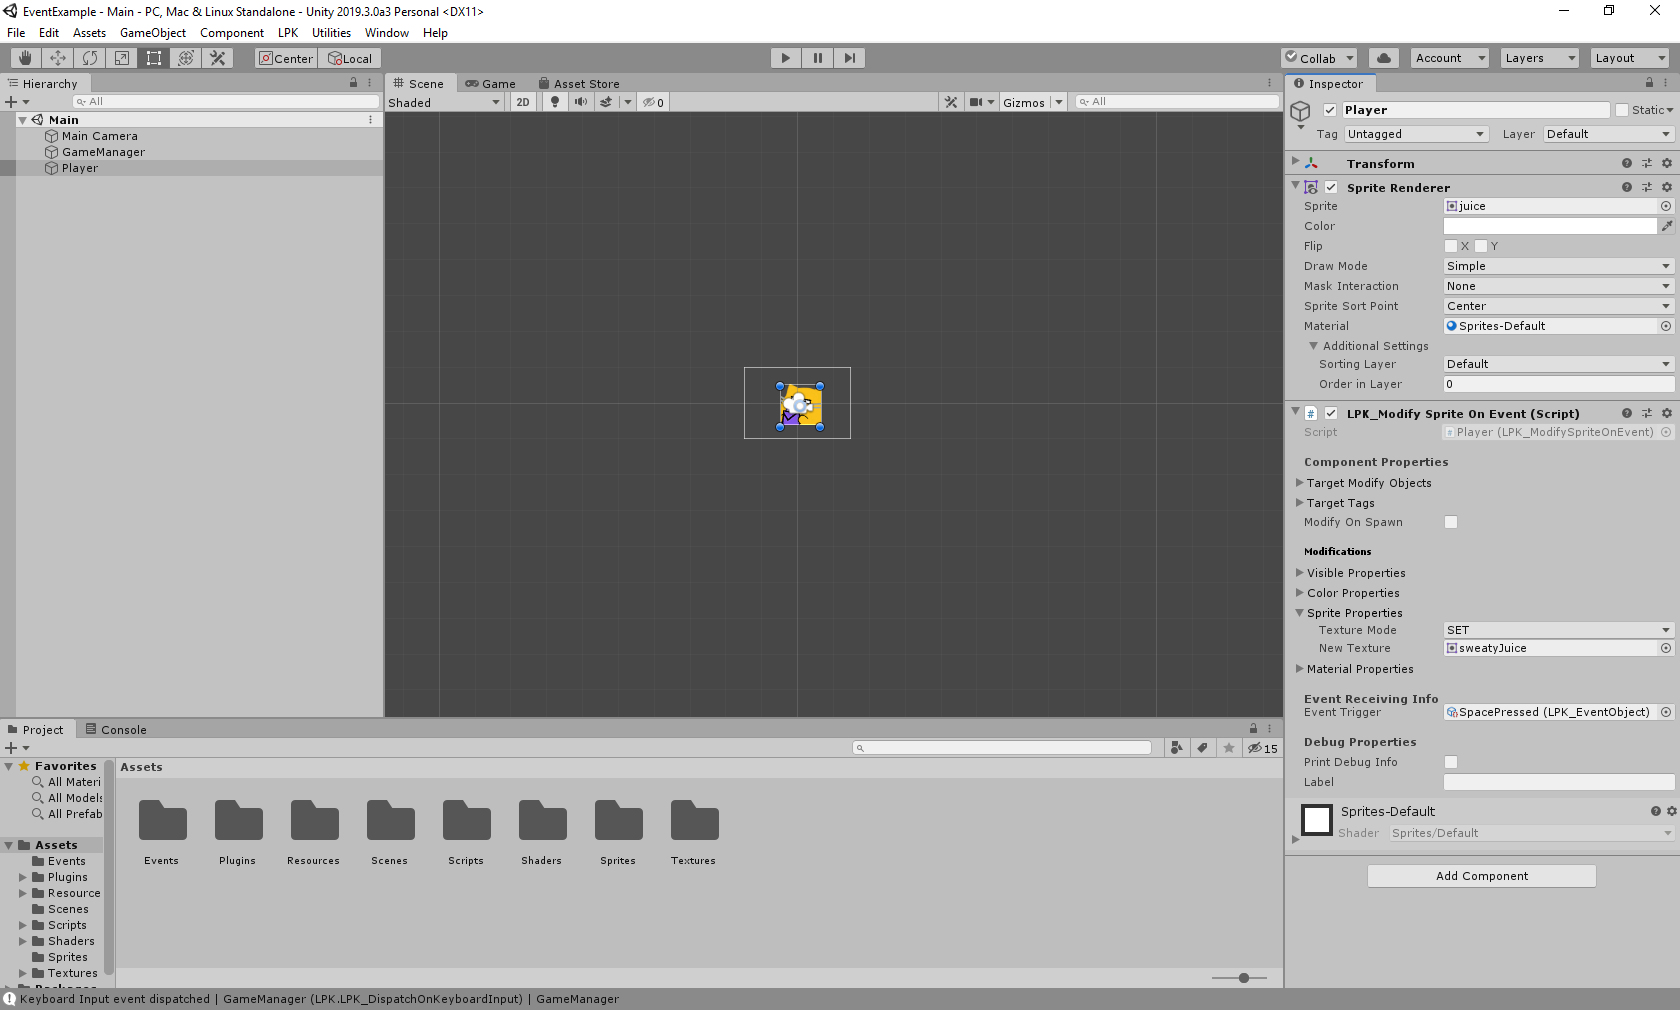 EventExample - Main - PC, Mac & Linux Standalone - Unity 2019.3.0a3 Personal <DX11>
File Edit Assets GameObject Component LPK Utilities Window Help
Center Local
Collab Account Layers Layout
Hierarchy
All
Main
Main Camera
GameManager
Player
Scene Game Asset Store
Shaded 2D 0 Gizmos All
Inspector
Player Static
Tag Untagged Layer Default
Transform
Sprite Renderer
Sprite juice
Color
Flip X Y
Draw Mode Simple
Mask Interaction None
Sprite Sort Point Center
Material Sprites-Default
Additional Settings
Sorting Layer Default
Order in Layer 0
# LPK_Modify Sprite On Event (Script)
Script Player (LPK_ModifySpriteOnEvent)
Component Properties
Target Modify Objects
Target Tags
Modify On Spawn
Modifications
Visible Properties
Color Properties
Sprite Properties
Texture Mode SET
New Texture sweatyJuice
Material Properties
Event Receiving Info
Event Trigger SpacePressed (LPK_EventObject)
Debug Properties
Print Debug Info
Label
Sprites-Default
Shader Sprites/Default
Add Component
Project Console
15
Favorites
All Materi
All Models
All Prefab
Assets
Events
Plugins
Resource
Scenes
Scripts
Shaders
Sprites
Textures
Assets
Events Plugins Resources Scenes Scripts Shaders Sprites Textures
Keyboard Input event dispatched | GameManager (LPK.LPK_DispatchOnKeyboardInput) | GameManager